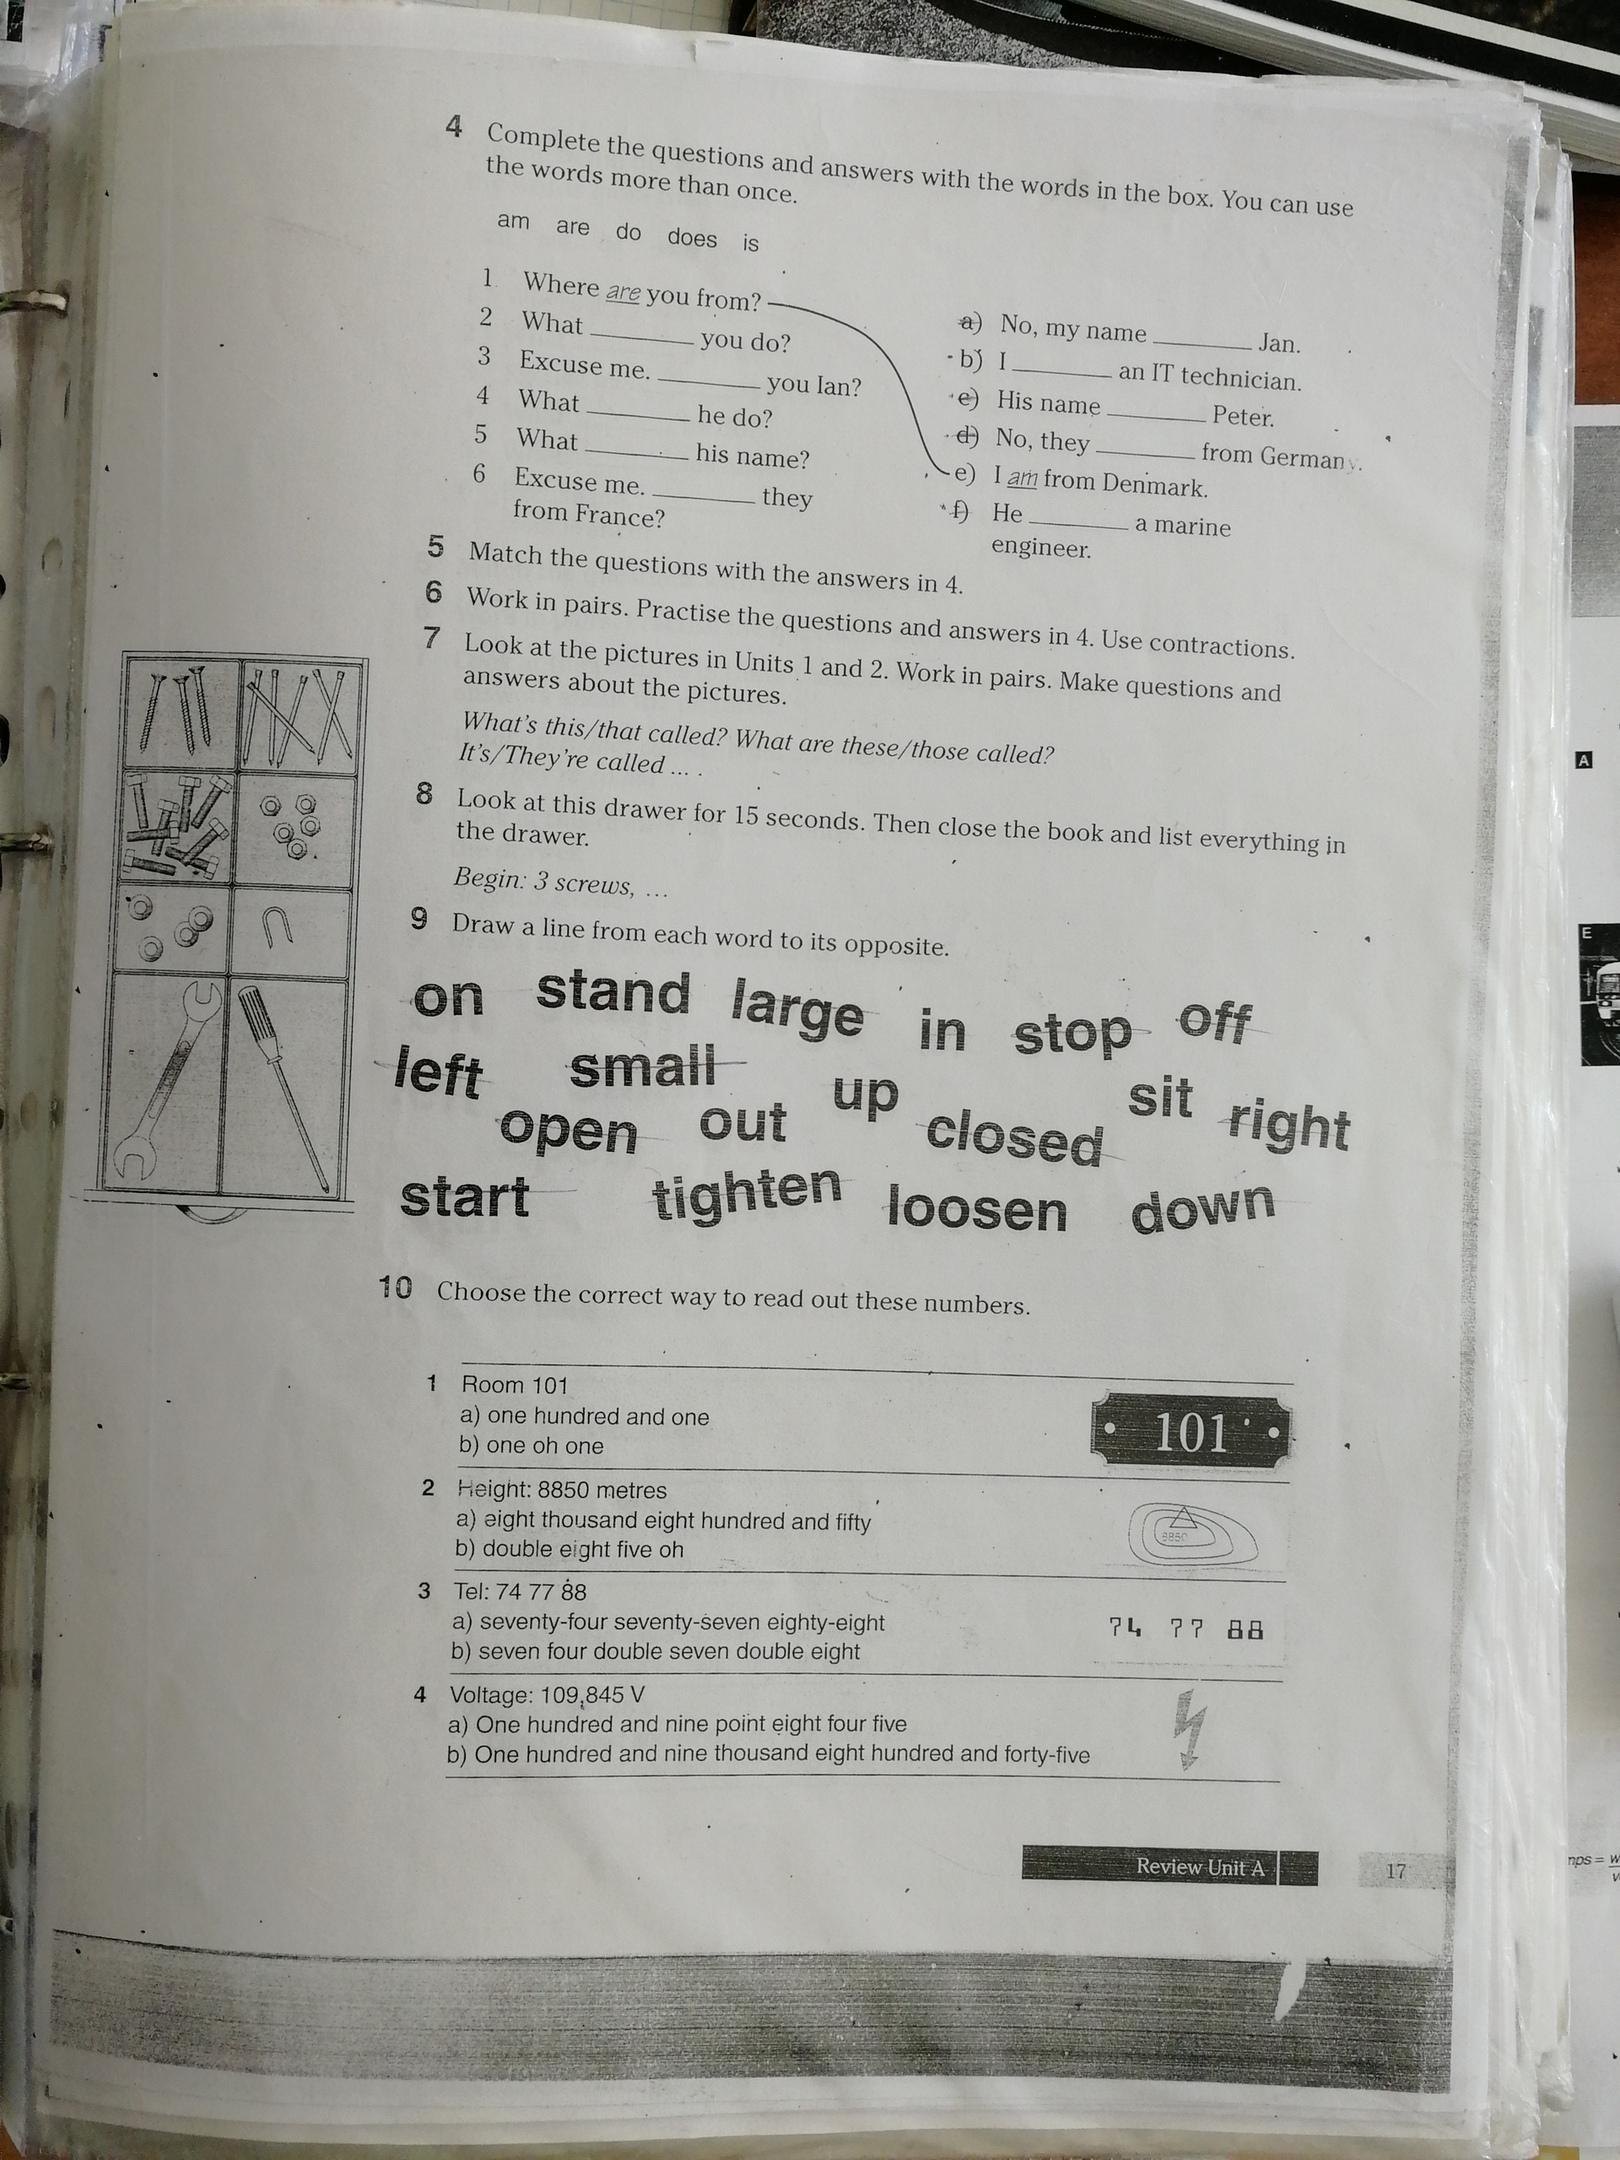 4 Complete the questions and answers with the words in the box. You can use
the words more than once.
am are do does is
1 Where are you from?
2 What ________ you do?
3 Excuse me. ________ you Ian?
4 What ________ he do?
5 What ________ his name?
6 Excuse me. ________ they
from France?
a) No, my name ________ Jan.
b) I ________ an IT technician.
c) His name ________ Peter.
d) No, they ________ from Germany.
e) I am from Denmark.
f) He ________ a marine
engineer.
5 Match the questions with the answers in 4.
6 Work in pairs. Practise the questions and answers in 4. Use contractions.
7 Look at the pictures in Units 1 and 2. Work in pairs. Make questions and
answers about the pictures.
What's this/that called? What are these/those called?
It's/They're called ... .
8 Look at this drawer for 15 seconds. Then close the book and list everything in
the drawer.
Begin: 3 screws, ...
9 Draw a line from each word to its opposite.
on stand large in stop off
left small up sit right
open out closed
start tighten loosen down
10 Choose the correct way to read out these numbers.
1 Room 101
a) one hundred and one
b) one oh one
101
2 Height: 8850 metres
a) eight thousand eight hundred and fifty
b) double eight five oh
8850
3 Tel: 74 77 88
a) seventy-four seventy-seven eighty-eight
b) seven four double seven double eight
74 77 88
4 Voltage: 109,845 V
a) One hundred and nine point eight four five
b) One hundred and nine thousand eight hundred and forty-five
Review Unit A 17
A
E